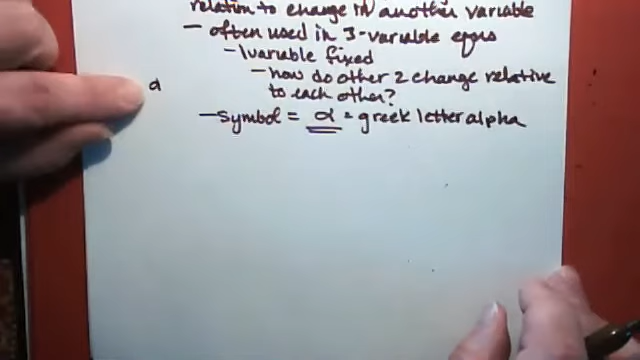 relation to change in another variable
- often used in 3-variable eqns
- 1 variable fixed
- how do other 2 change relative
to each other?
α
- symbol = α = greek letter alpha